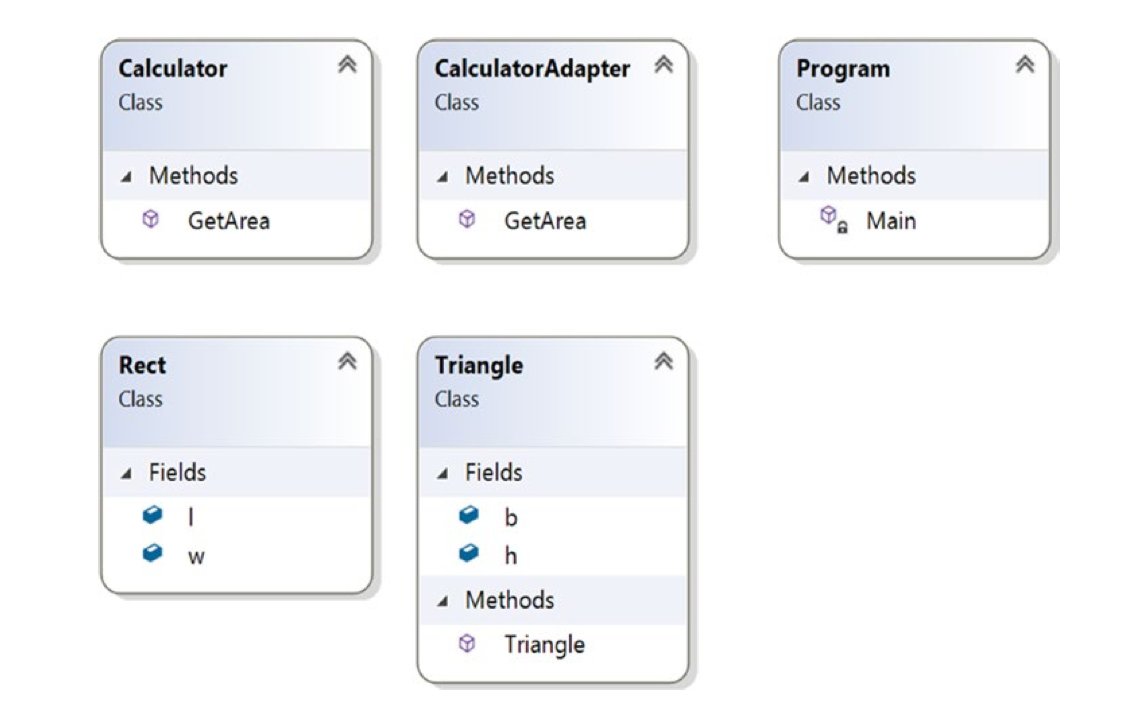 Calculator
Class
Methods
GetArea
CalculatorAdapter
Class
Methods
GetArea
Program
Class
Methods
Main
Rect
Class
Fields
l
w
Triangle
Class
Fields
b
h
Methods
Triangle